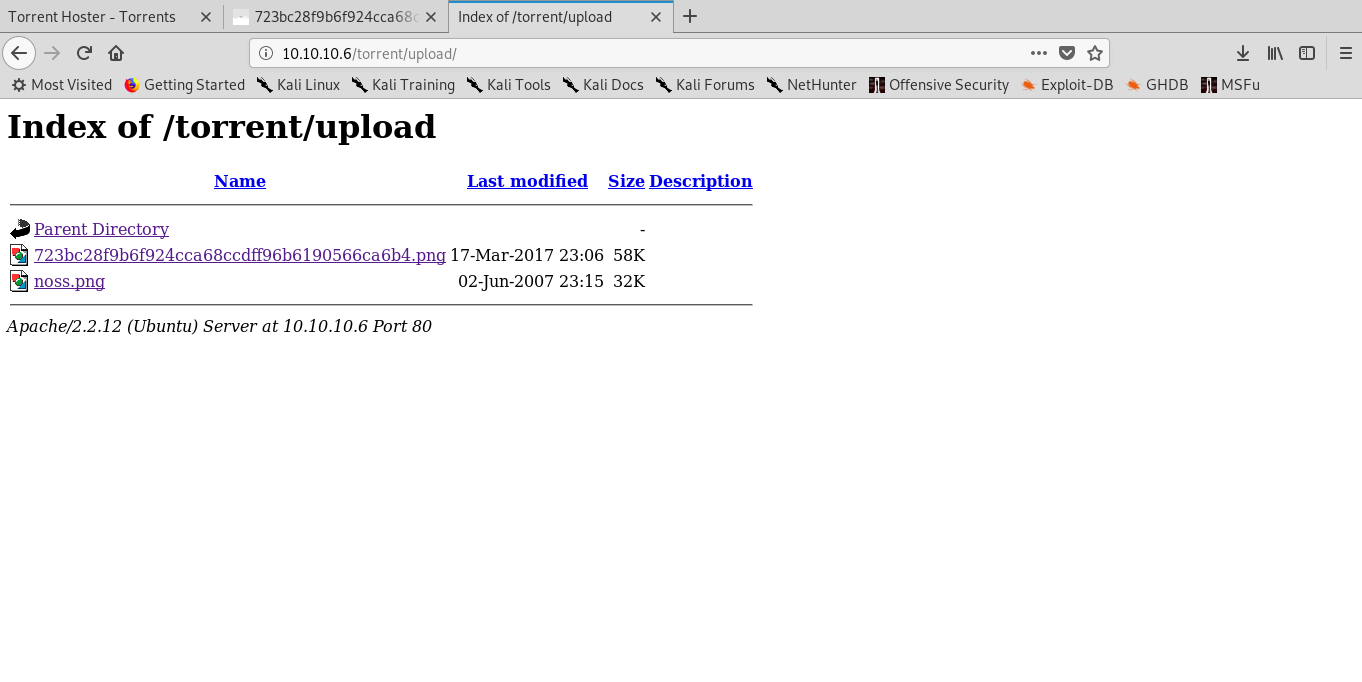 Torrent Hoster - Torrents 723bc28f9b6f924cca68c Index of /torrent/upload
10.10.10.6/torrent/upload/
Most Visited Getting Started Kali Linux Kali Training Kali Tools Kali Docs Kali Forums NetHunter Offensive Security Exploit-DB GHDB MSFu
Index of /torrent/upload
Name Last modified Size Description
Parent Directory -
723bc28f9b6f924cca68ccdff96b6190566ca6b4.png 17-Mar-2017 23:06 58K
noss.png 02-Jun-2007 23:15 32K
Apache/2.2.12 (Ubuntu) Server at 10.10.10.6 Port 80